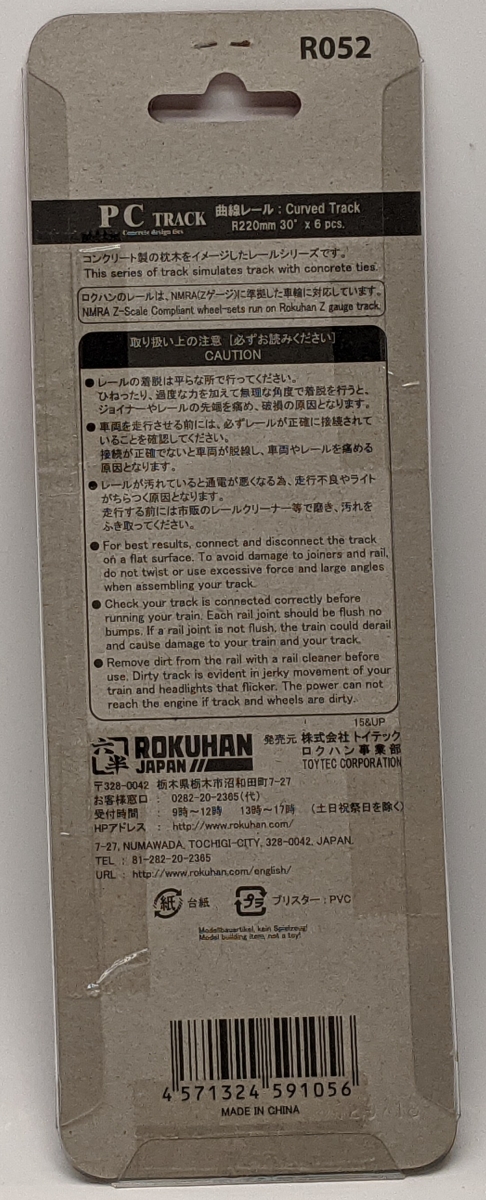 R052
PC TRACK 曲線レール : Curved Track
Concrete design ties R220mm 30° x 6 pcs.
コンクリート製の枕木をイメージしたレールシリーズです。
This series of track simulates track with concrete ties.
ロクハンのレールは、NMRA(Zゲージ)に準拠した車輪に対応しています。
NMRA Z-Scale Compliant wheel-sets run on Rokuhan Z gauge track.
取り扱い上の注意 [必ずお読みください]
CAUTION
● レールの着脱は平らな所で行ってください。
ひねったり、過度な力を加えて無理な角度で着脱を行うと、
ジョイナーやレールの先端を痛め、破損の原因となります。
● 車両を走行させる前には、必ずレールが正確に接続されて
いることを確認してください。
接続が正確でないと車両が脱線し、車両やレールを痛める
原因となります。
● レールが汚れていると通電が悪くなる為、走行不良やライト
がちらつく原因となります。
走行する前には市販のレールクリーナー等で磨き、汚れを
ふき取ってください。
● For best results, connect and disconnect the track
on a flat surface. To avoid damage to joiners and rail,
do not twist or use excessive force and large angles
when assembling your track.
● Check your track is connected correctly before
running your train. Each rail joint should be flush no
bumps. If a rail joint is not flush, the train could derail
and cause damage to your train and your track.
● Remove dirt from the rail with a rail cleaner before
use. Dirty track is evident in jerky movement of your
train and headlights that flicker. The power can not
reach the engine if track and wheels are dirty.
15&UP
六半 ROKUHAN JAPAN 発売元 株式会社 トイテック
ロクハン事業部
TOYTEC CORPORATION
〒328-0042 栃木県栃木市沼和田町7-27
お客様窓口 : 0282-20-2365(代)
受付時間 : 9時〜12時 13時〜17時 (土日祝祭日を除く)
HPアドレス : http://www.rokuhan.com/
7-27, NUMAWADA, TOCHIGI-CITY, 328-0042, JAPAN.
TEL : 81-282-20-2365
URL : http://www.rokuhan.com/english/
紙 台紙 プラ ブリスター : PVC
Modellbauartikel, kein Spielzeug!
Model building item, not a toy!
4 571324 591056
MADE IN CHINA